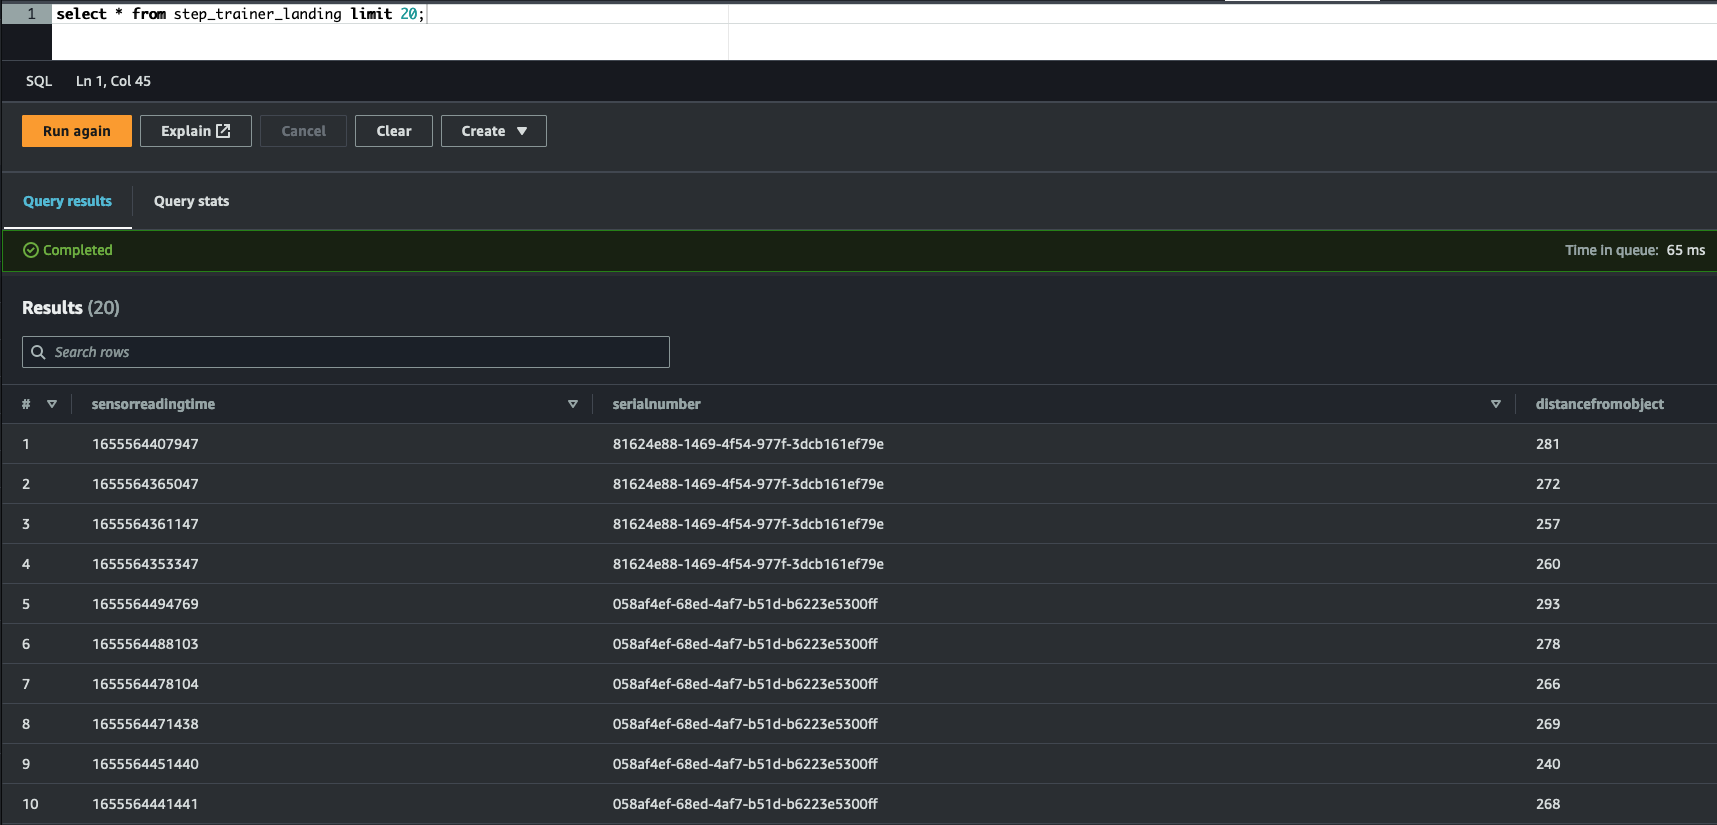 1 select * from step_trainer_landing limit 20;
SQL Ln 1, Col 45
Run again Explain Cancel Clear Create
Query results Query stats
Completed Time in queue: 65 ms
Results (20)
Search rows
# sensorreadingtime serialnumber distancefromobject
1 1655564407947 81624e88-1469-4f54-977f-3dcb161ef79e 281
2 1655564365047 81624e88-1469-4f54-977f-3dcb161ef79e 272
3 1655564361147 81624e88-1469-4f54-977f-3dcb161ef79e 257
4 1655564353347 81624e88-1469-4f54-977f-3dcb161ef79e 260
5 1655564494769 058af4ef-68ed-4af7-b51d-b6223e5300ff 293
6 1655564488103 058af4ef-68ed-4af7-b51d-b6223e5300ff 278
7 1655564478104 058af4ef-68ed-4af7-b51d-b6223e5300ff 266
8 1655564471438 058af4ef-68ed-4af7-b51d-b6223e5300ff 269
9 1655564451440 058af4ef-68ed-4af7-b51d-b6223e5300ff 240
10 1655564441441 058af4ef-68ed-4af7-b51d-b6223e5300ff 268